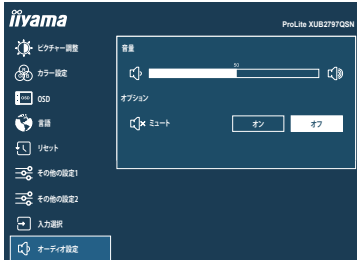 iiyama
ProLite XUB2797QSN
ピクチャー調整
カラー設定
OSD
OSD
言語
リセット
その他の設定1
その他の設定2
入力選択
オーディオ設定
音量
50
オプション
ミュート
オン
オフ